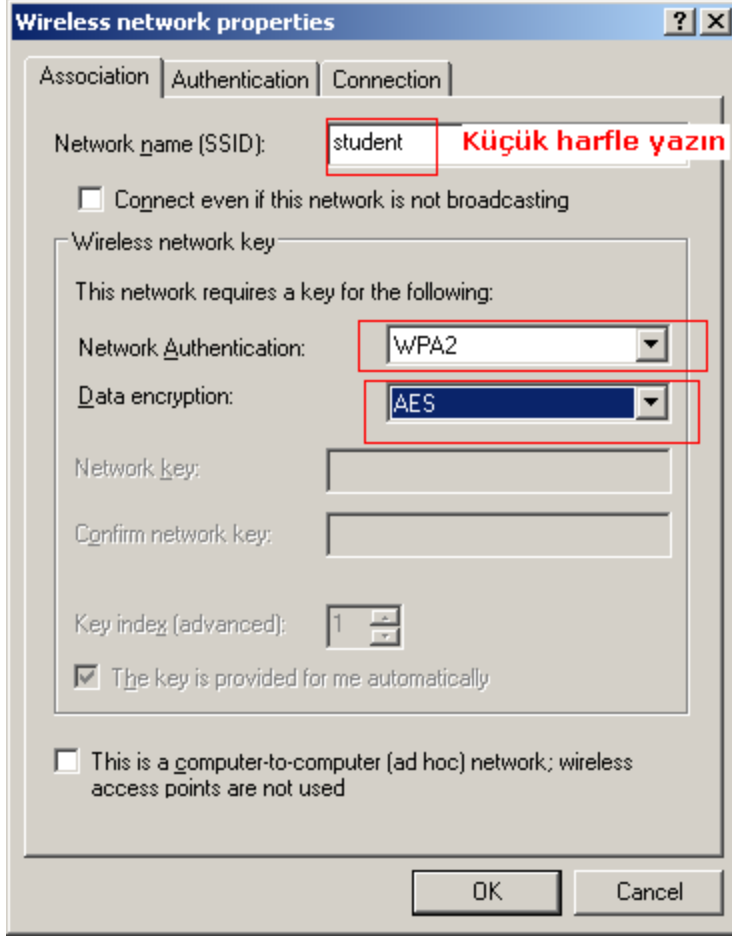 Wireless network properties
Association Authentication Connection
Network name (SSID): student Küçük harfle yazın
Connect even if this network is not broadcasting
Wireless network key
This network requires a key for the following:
Network Authentication: WPA2
Data encryption: AES
Network key:
Confirm network key:
Key index (advanced): 1
The key is provided for me automatically
This is a computer-to-computer (ad hoc) network; wireless
access points are not used
OK Cancel